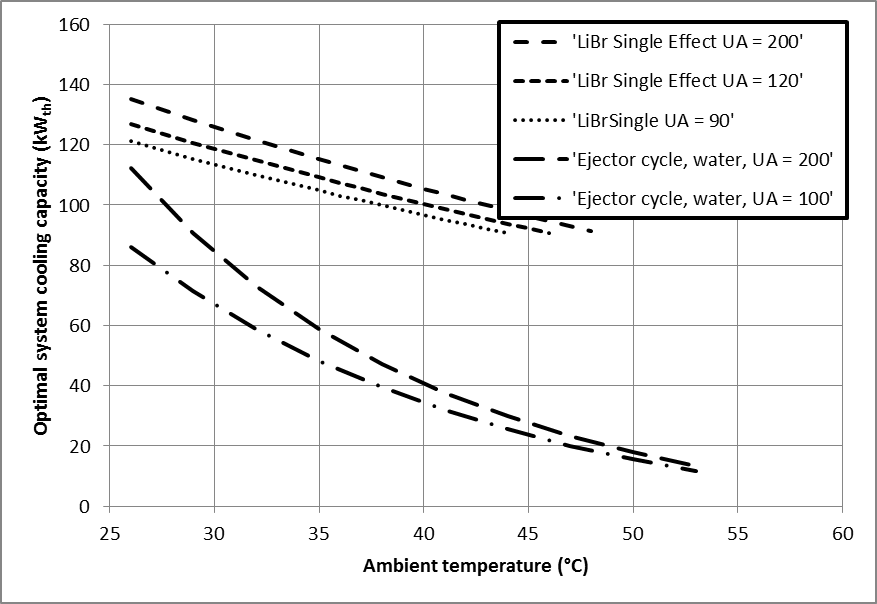 160
140
120
100
80
60
40
20
0
25 30 35 40 45 50 55 60
Optimal system cooling capacity (kWth)
Ambient temperature (°C)
'LiBr Single Effect UA = 200'
'LiBr Single Effect UA = 120'
'LiBrSingle UA = 90'
'Ejector cycle, water, UA = 200'
'Ejector cycle, water, UA = 100'